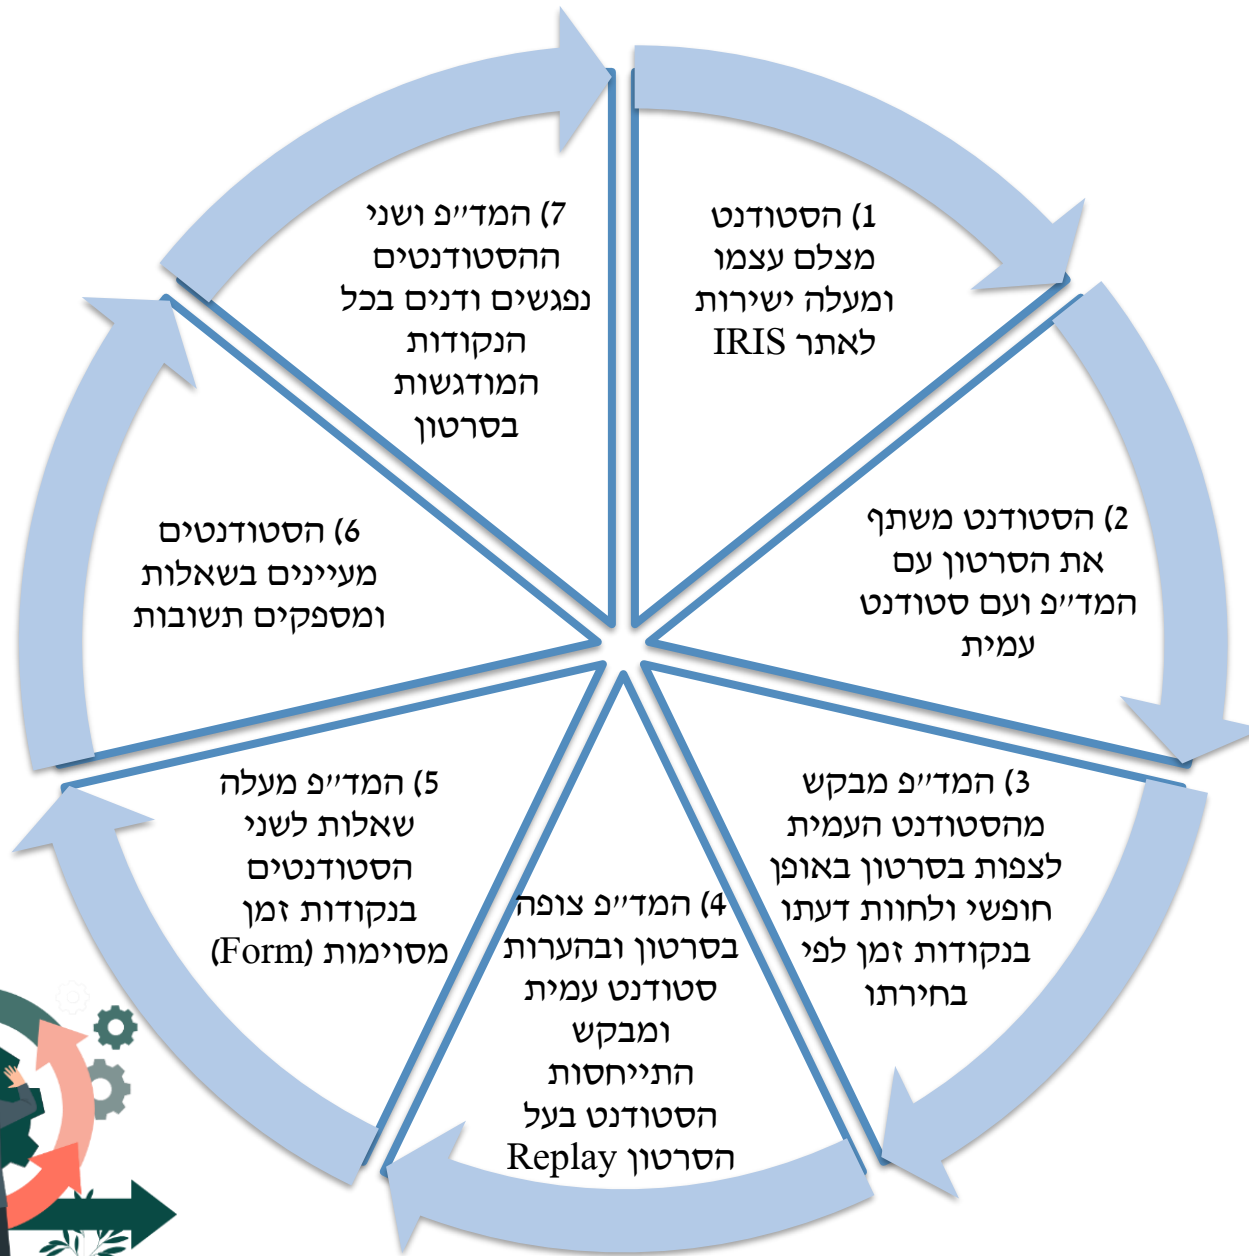 1) הסטודנט
מצלם עצמו
ומעלה ישירות
לאתר IRIS
2) הסטודנט משתף
את הסרטון עם
המד״פ ועם סטודנט
עמית
3) המד״פ מבקש
מהסטודנט העמית
לצפות בסרטון באופן
חופשי ולחוות דעתו
בנקודות זמן לפי
בחירתו
4) המד״פ צופה
בסרטון ובהערות
סטודנט עמית
ומבקש
התייחסות
הסטודנט בעל
הסרטון Replay
5) המד״פ מעלה
שאלות לשני
הסטודנטים
בנקודות זמן
מסוימות (Form)
6) הסטודנטים
מעיינים בשאלות
ומספקים תשובות
7) המד״פ ושני
ההסטודנטים
נפגשים ודנים בכל
הנקודות
המודגשות
בסרטון